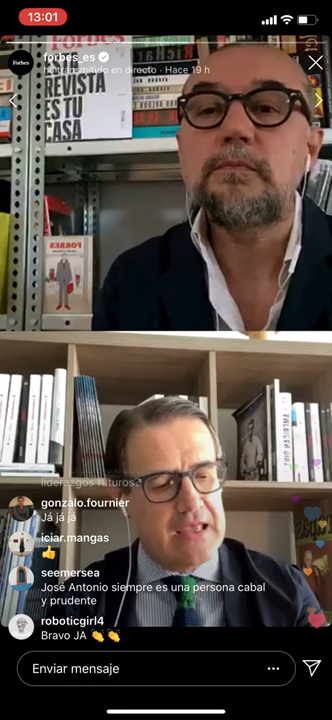 13:01
Forbes
forbes_es
retransmitido en directo · Hace 19 h
REVISTA
ES TU
CASA
FORBES
liderazgos futuros?
gonzalo.fournier
Já já já
iciar.mangas
👍
seemersea
José Antonio siempre es una persona cabal
y prudente
roboticgirl4
Bravo JA 👏👏
Enviar mensaje